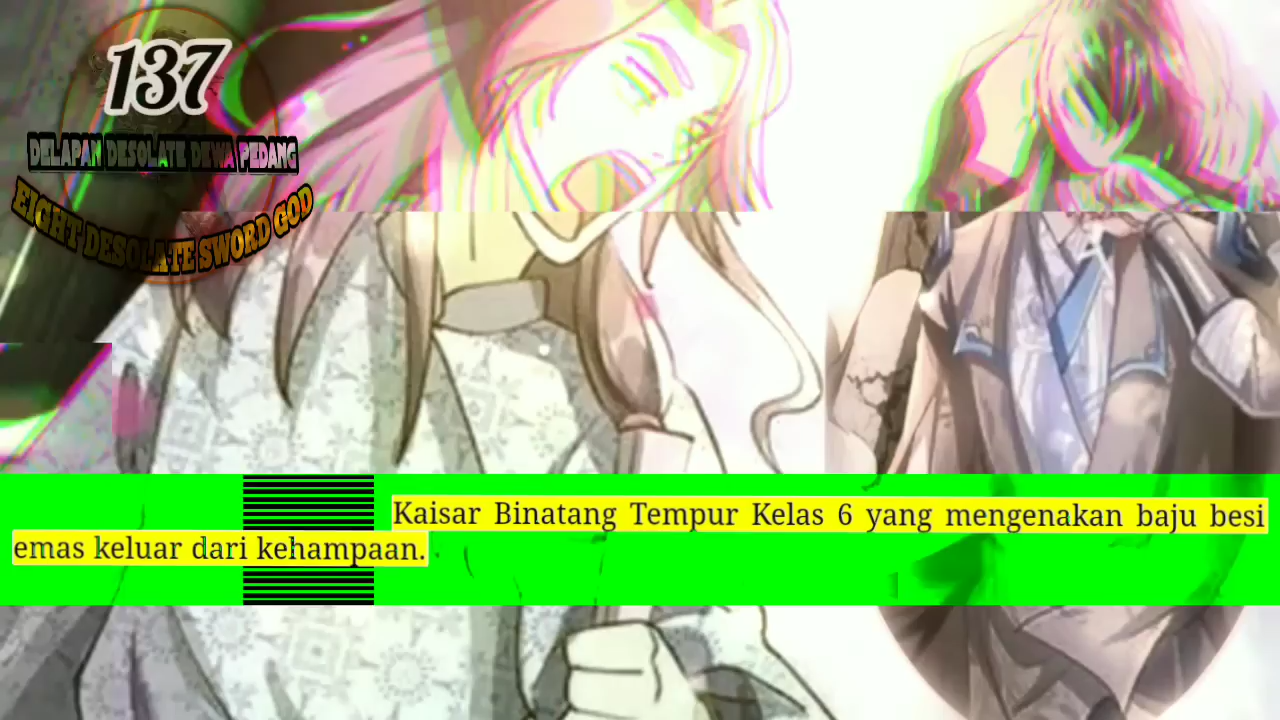 137
DELAPAN DESOLATE DEWA PEDANG
EIGHT DESOLATE SWORD GOD
Kaisar Binatang Tempur Kelas 6 yang mengenakan baju besi
emas keluar dari kehampaan.